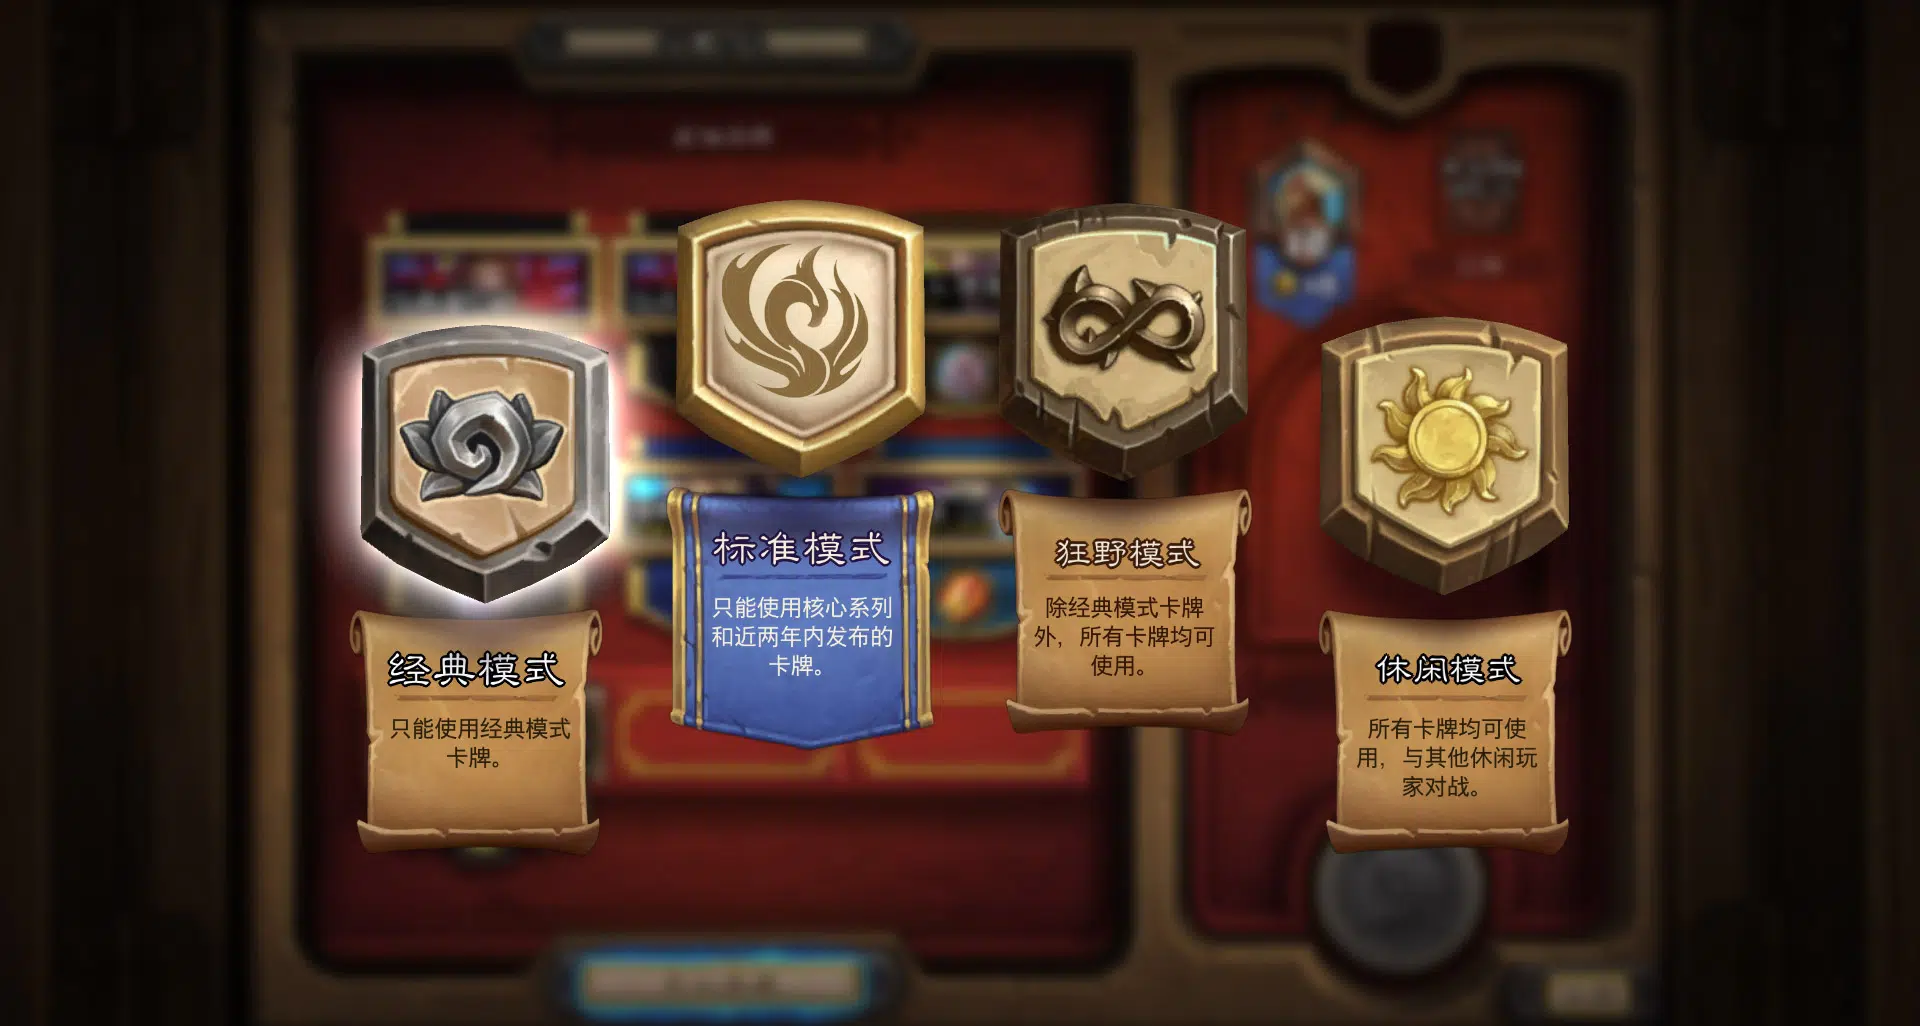 经典模式
只能使用经典模式
卡牌。
标准模式
只能使用核心系列
和近两年内发布的
卡牌。
狂野模式
除经典模式卡牌
外，所有卡牌均可
使用。
休闲模式
所有卡牌均可使
用，与其他休闲玩
家对战。